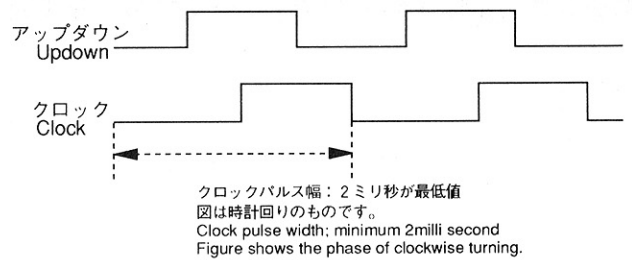 アップダウン
Updown
クロック
Clock
クロックパルス幅：２ミリ秒が最低値
図は時計回りのものです。
Clock pulse width; minimum 2milli second
Figure shows the phase of clockwise turning.